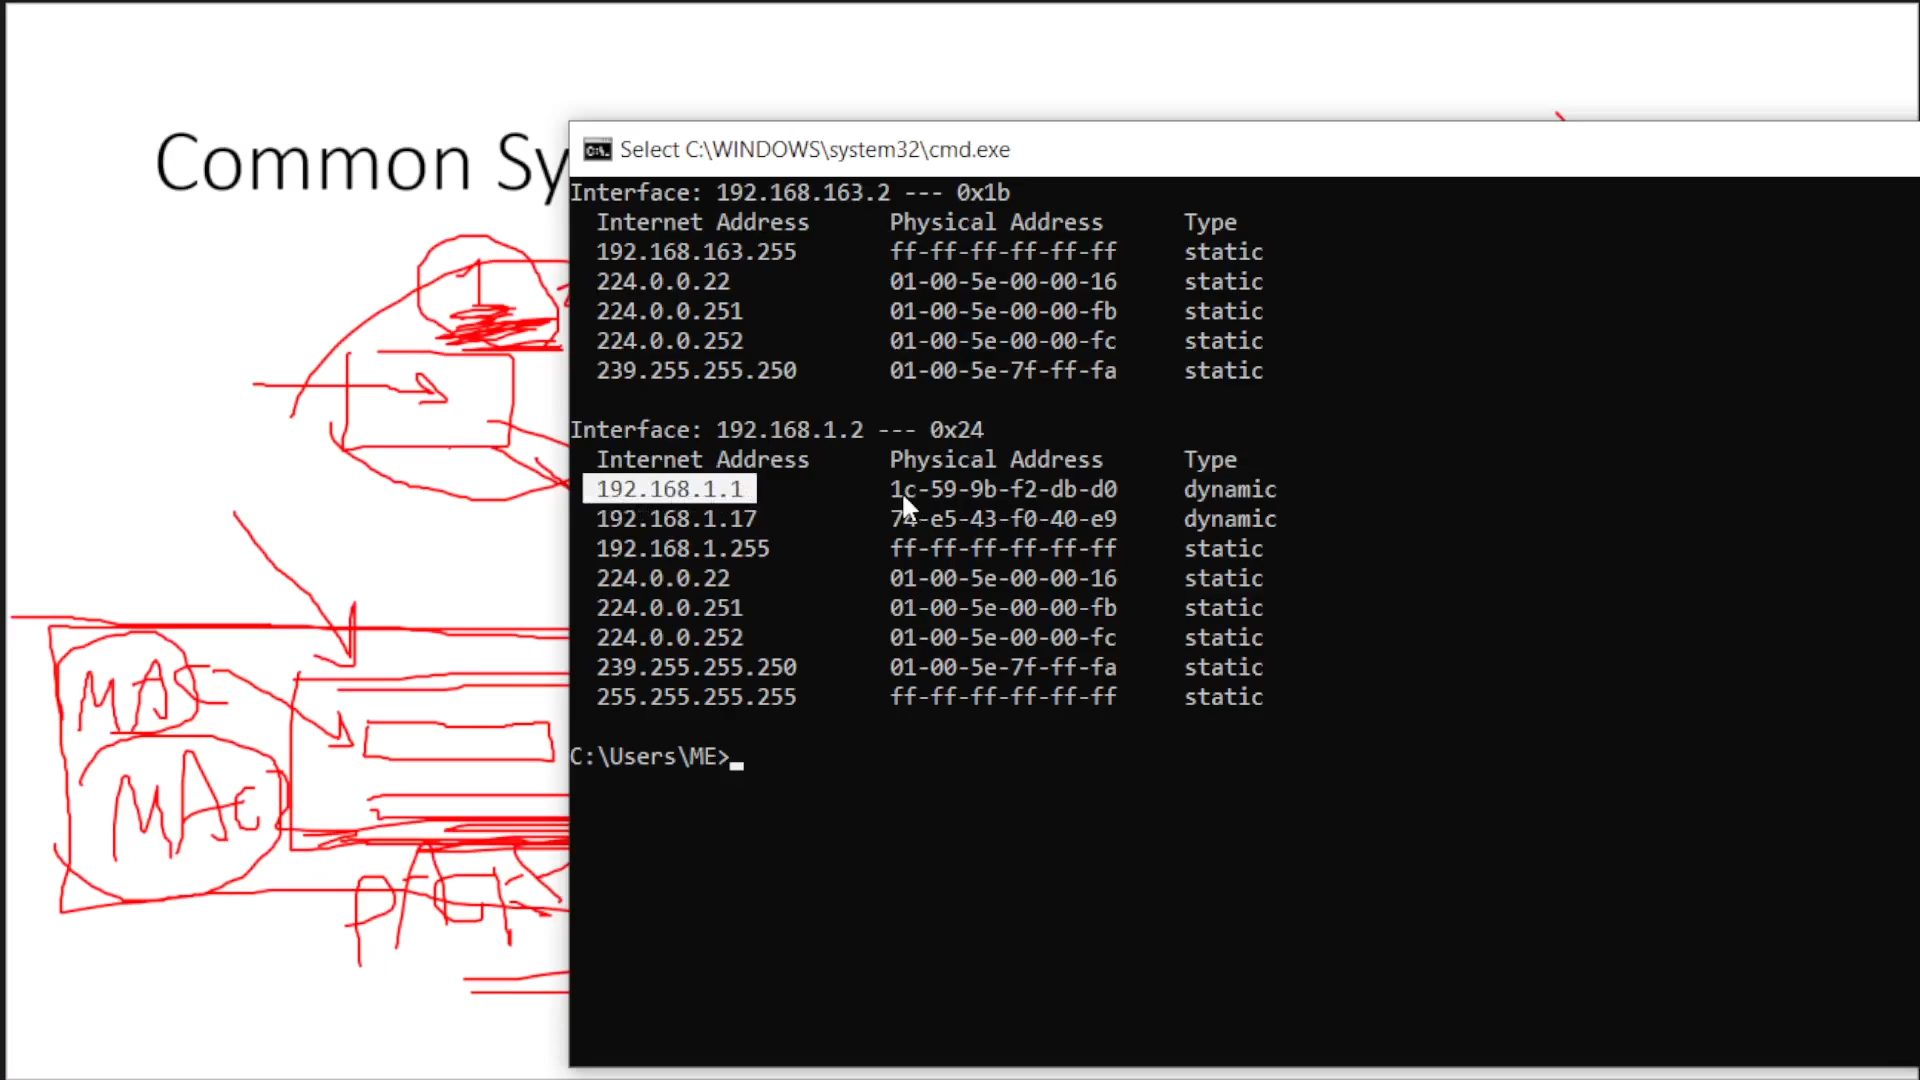 Common Sy
Select C:\WINDOWS\system32\cmd.exe
Interface: 192.168.163.2 --- 0x1b
Internet Address Physical Address Type
192.168.163.255 ff-ff-ff-ff-ff-ff static
224.0.0.22 01-00-5e-00-00-16 static
224.0.0.251 01-00-5e-00-00-fb static
224.0.0.252 01-00-5e-00-00-fc static
239.255.255.250 01-00-5e-7f-ff-fa static
Interface: 192.168.1.2 --- 0x24
Internet Address Physical Address Type
192.168.1.1 1c-59-9b-f2-db-d0 dynamic
192.168.1.17 74-e5-43-f0-40-e9 dynamic
192.168.1.255 ff-ff-ff-ff-ff-ff static
224.0.0.22 01-00-5e-00-00-16 static
224.0.0.251 01-00-5e-00-00-fb static
224.0.0.252 01-00-5e-00-00-fc static
239.255.255.250 01-00-5e-7f-ff-fa static
255.255.255.255 ff-ff-ff-ff-ff-ff static
C:\Users\ME>
MAC
MAC